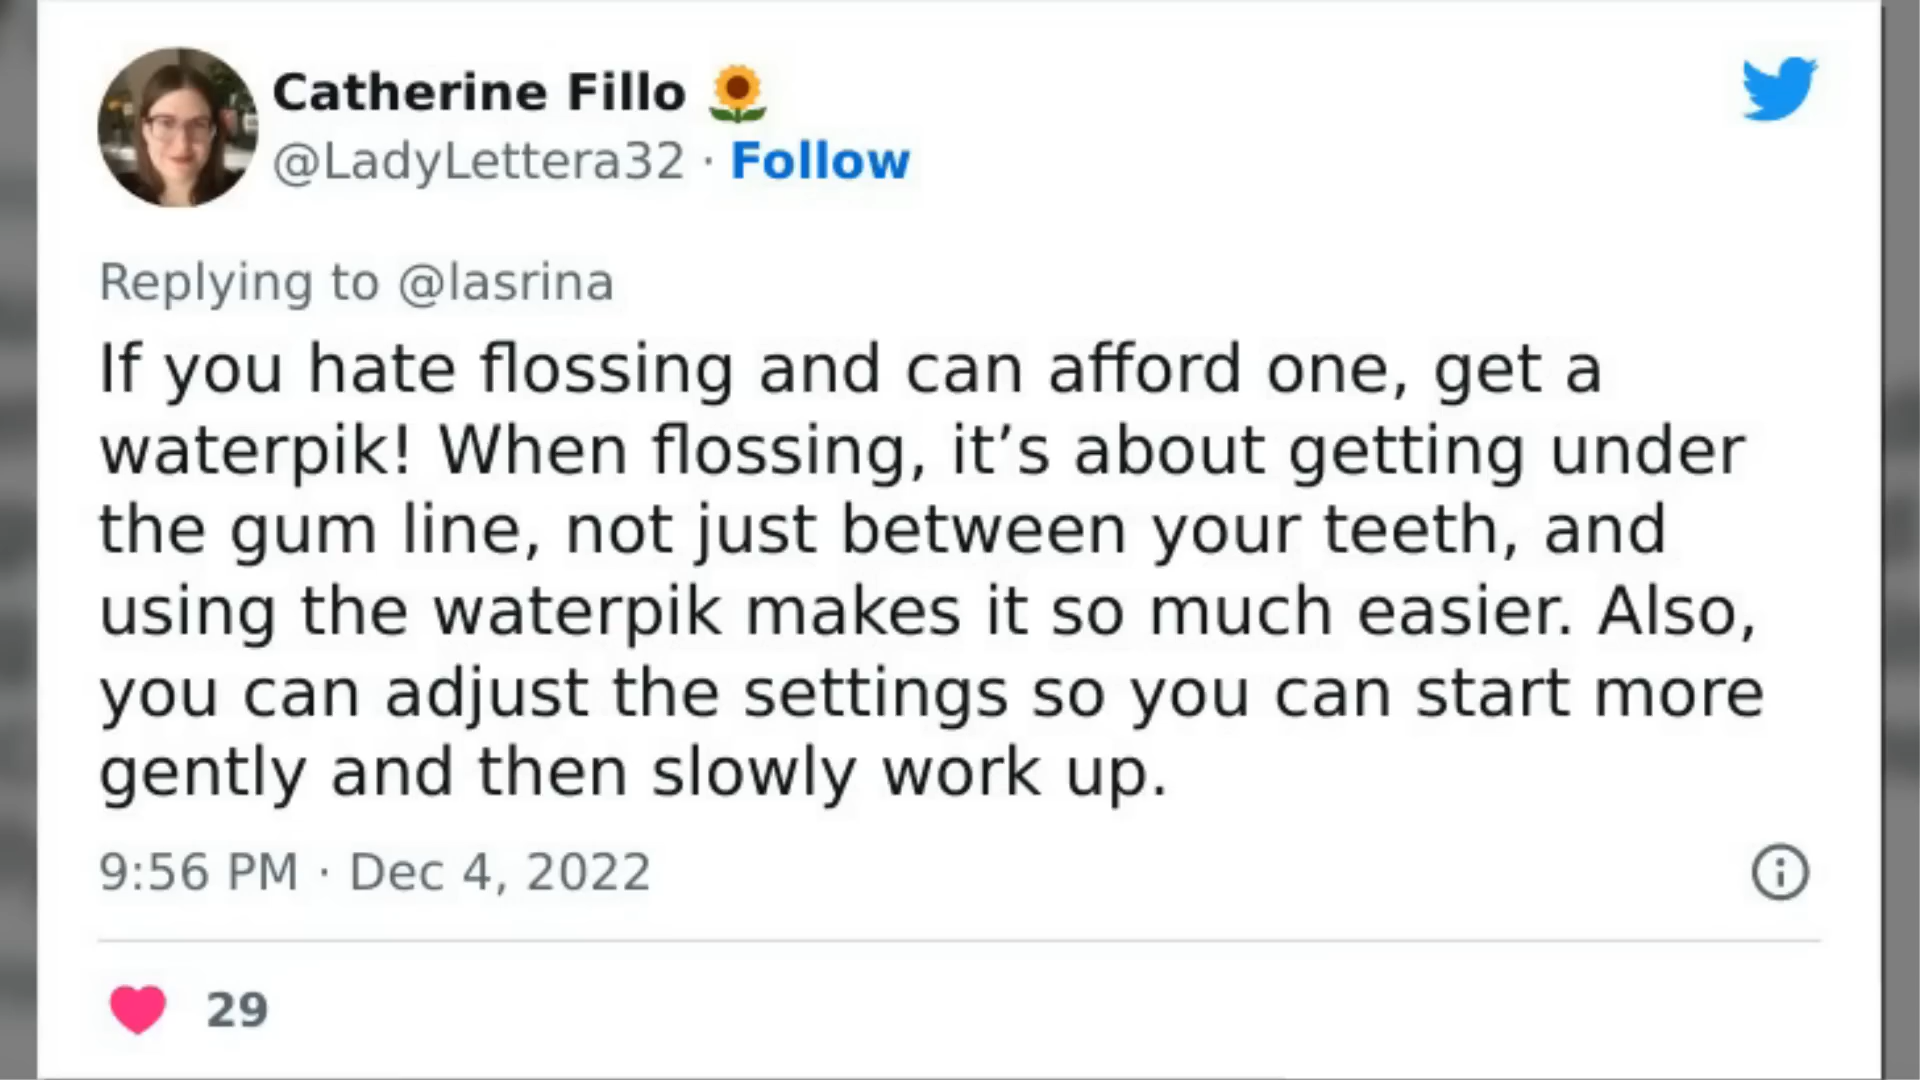 Catherine Fillo 🌻
@LadyLettera32 · Follow
Replying to @lasrina
If you hate flossing and can afford one, get a
waterpik! When flossing, it’s about getting under
the gum line, not just between your teeth, and
using the waterpik makes it so much easier. Also,
you can adjust the settings so you can start more
gently and then slowly work up.
9:56 PM · Dec 4, 2022
29